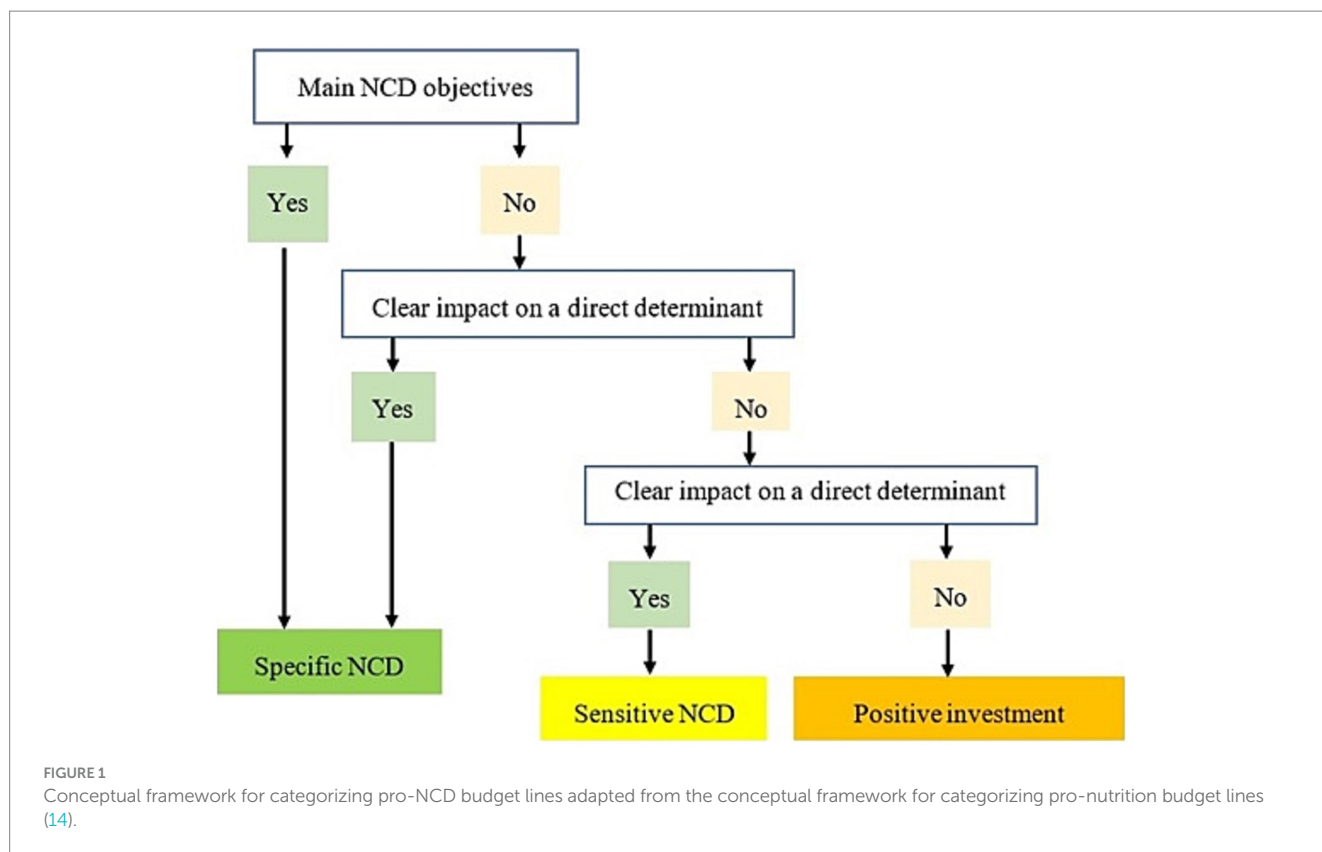 Main NCD objectives
Yes
No
Clear impact on a direct determinant
Yes
No
Clear impact on a direct determinant
Yes
No
Specific NCD
Sensitive NCD
Positive investment
FIGURE 1
Conceptual framework for categorizing pro-NCD budget lines adapted from the conceptual framework for categorizing pro-nutrition budget lines
(14).